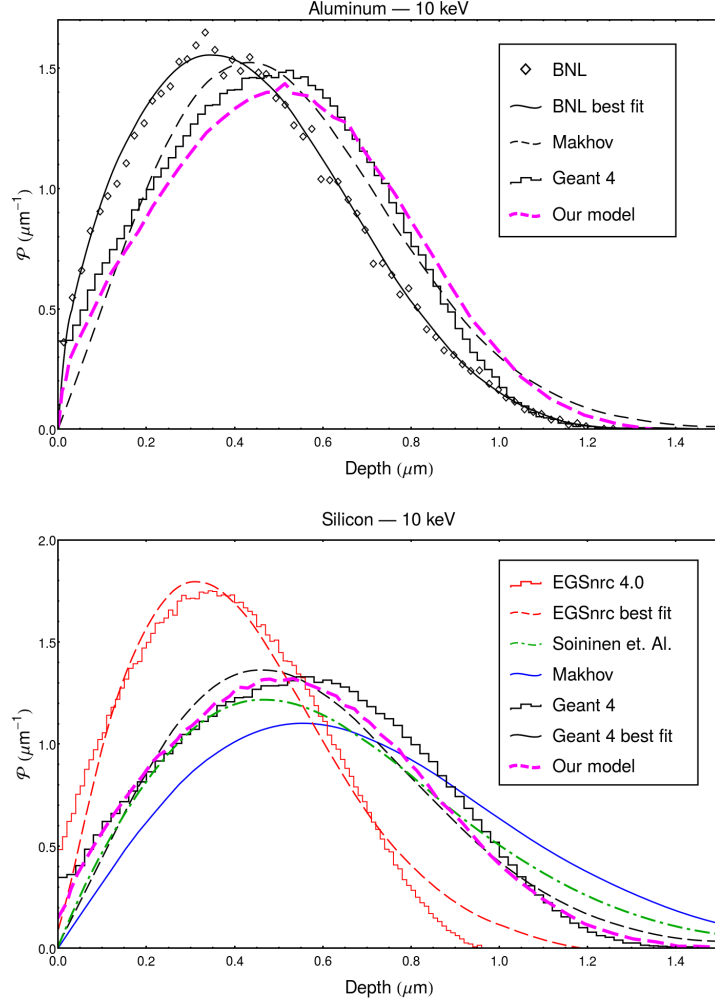 Aluminum — 10 keV
1.5
1.0
0.5
0.0
𝒫 (μm⁻¹)
BNL
BNL best fit
Makhov
Geant 4
Our model
0.0 0.2 0.4 0.6 0.8 1.0 1.2 1.4
Depth (μm)
Silicon — 10 keV
2.0
1.5
1.0
0.5
0.0
𝒫 (μm⁻¹)
EGSnrc 4.0
EGSnrc best fit
Soininen et. Al.
Makhov
Geant 4
Geant 4 best fit
Our model
0.0 0.2 0.4 0.6 0.8 1.0 1.2 1.4
Depth (μm)